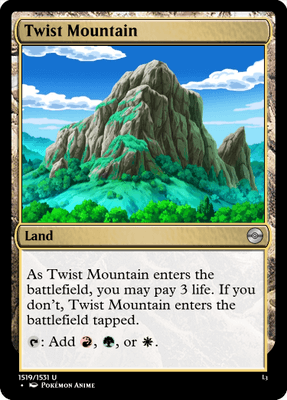 Twist Mountain
Land
As Twist Mountain enters the
battlefield, you may pay 3 life. If you
don't, Twist Mountain enters the
battlefield tapped.
: Add , , or .
1519/1531 U
• Pokémon Anime